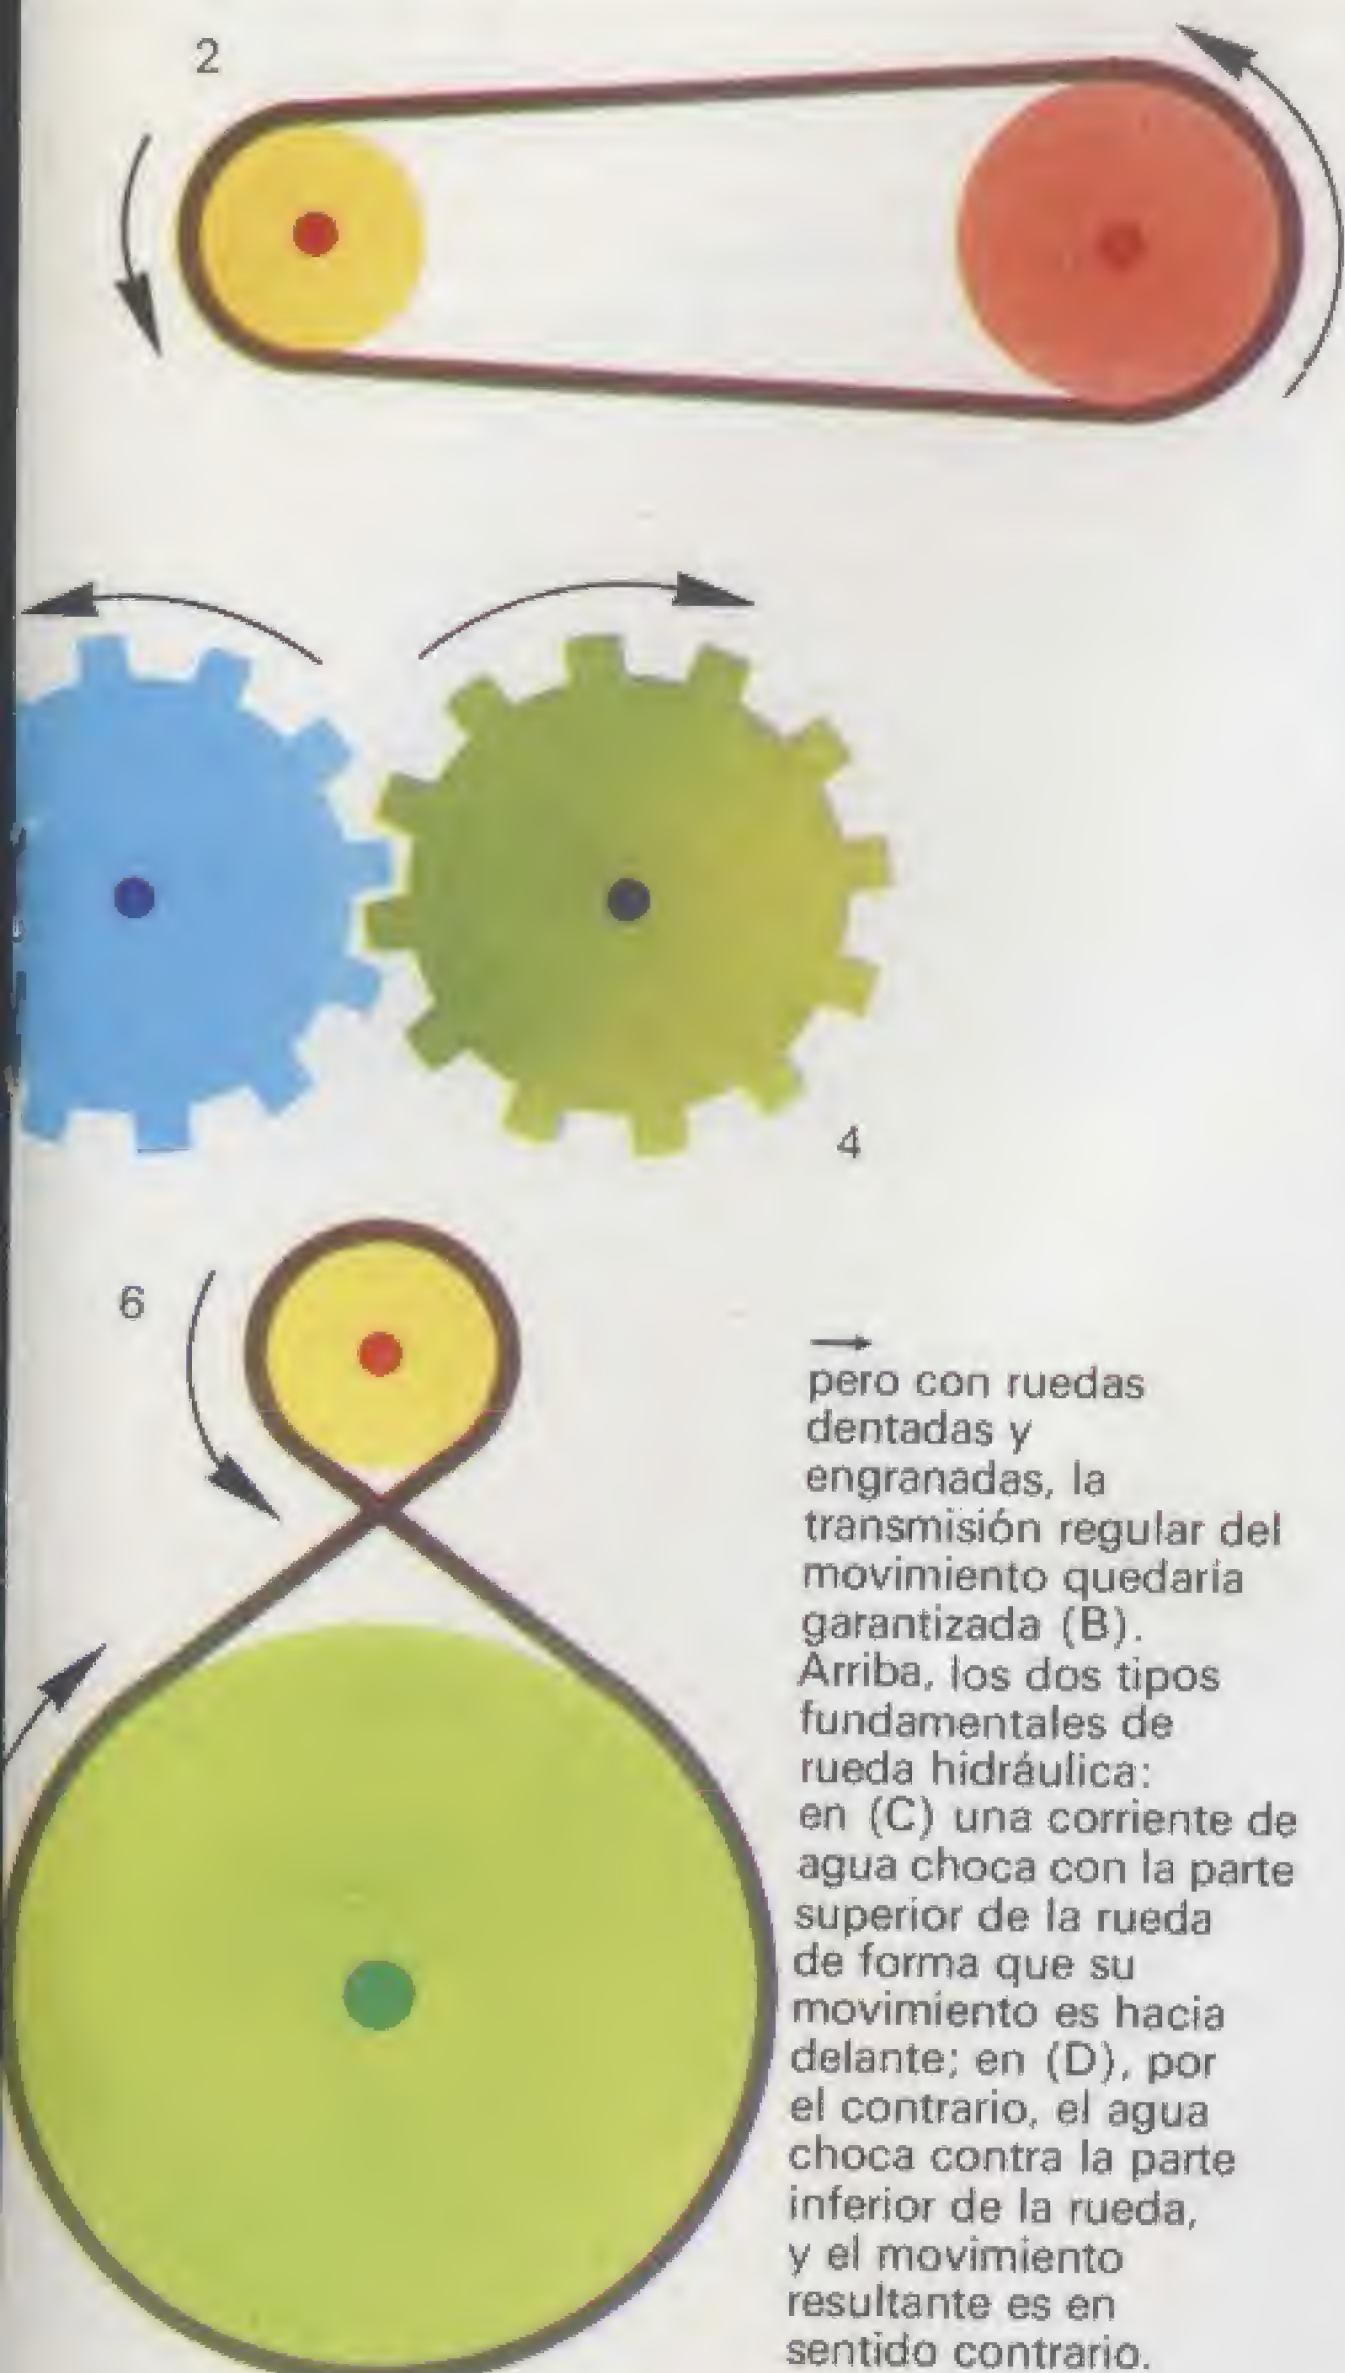 2
4
6
pero con ruedas
dentadas y
engranadas, la
transmisión regular del
movimiento quedaria
garantizada (B).
Arriba, los dos tipos
fundamentales de
rueda hidráulica:
en (C) una corriente de
agua choca con la parte
superior de la rueda
de forma que su
movimiento es hacia
delante; en (D), por
el contrario, el agua
choca contra la parte
inferior de la rueda,
y el movimiento
resultante es en
sentido contrario.